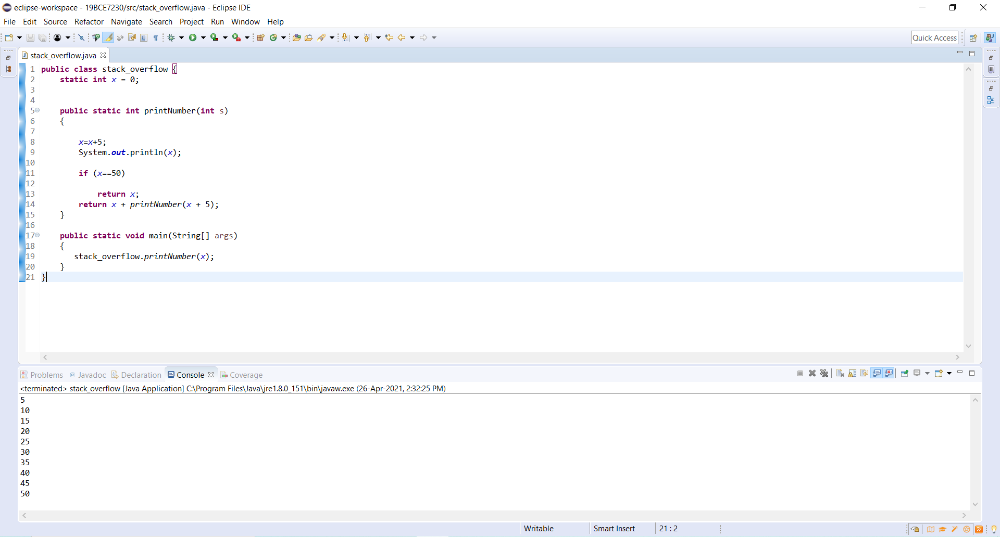 eclipse-workspace - 19BCE7230/src/stack_overflow.java - Eclipse IDE
File Edit Source Refactor Navigate Search Project Run Window Help
Quick Access
stack_overflow.java
1 public class stack_overflow {
2     static int x = 0;
3
4
5     public static int printNumber(int s)
6     {
7
8         x=x+5;
9         System.out.println(x);
10
11         if (x==50)
12
13             return x;
14         return x + printNumber(x + 5);
15     }
16
17     public static void main(String[] args)
18     {
19        stack_overflow.printNumber(x);
20     }
21 }
Problems @ Javadoc Declaration Console Coverage
<terminated> stack_overflow [Java Application] C:\Program Files\Java\jre1.8.0_151\bin\javaw.exe (26-Apr-2021, 2:32:25 PM)
5
10
15
20
25
30
35
40
45
50
Writable Smart Insert 21 : 2